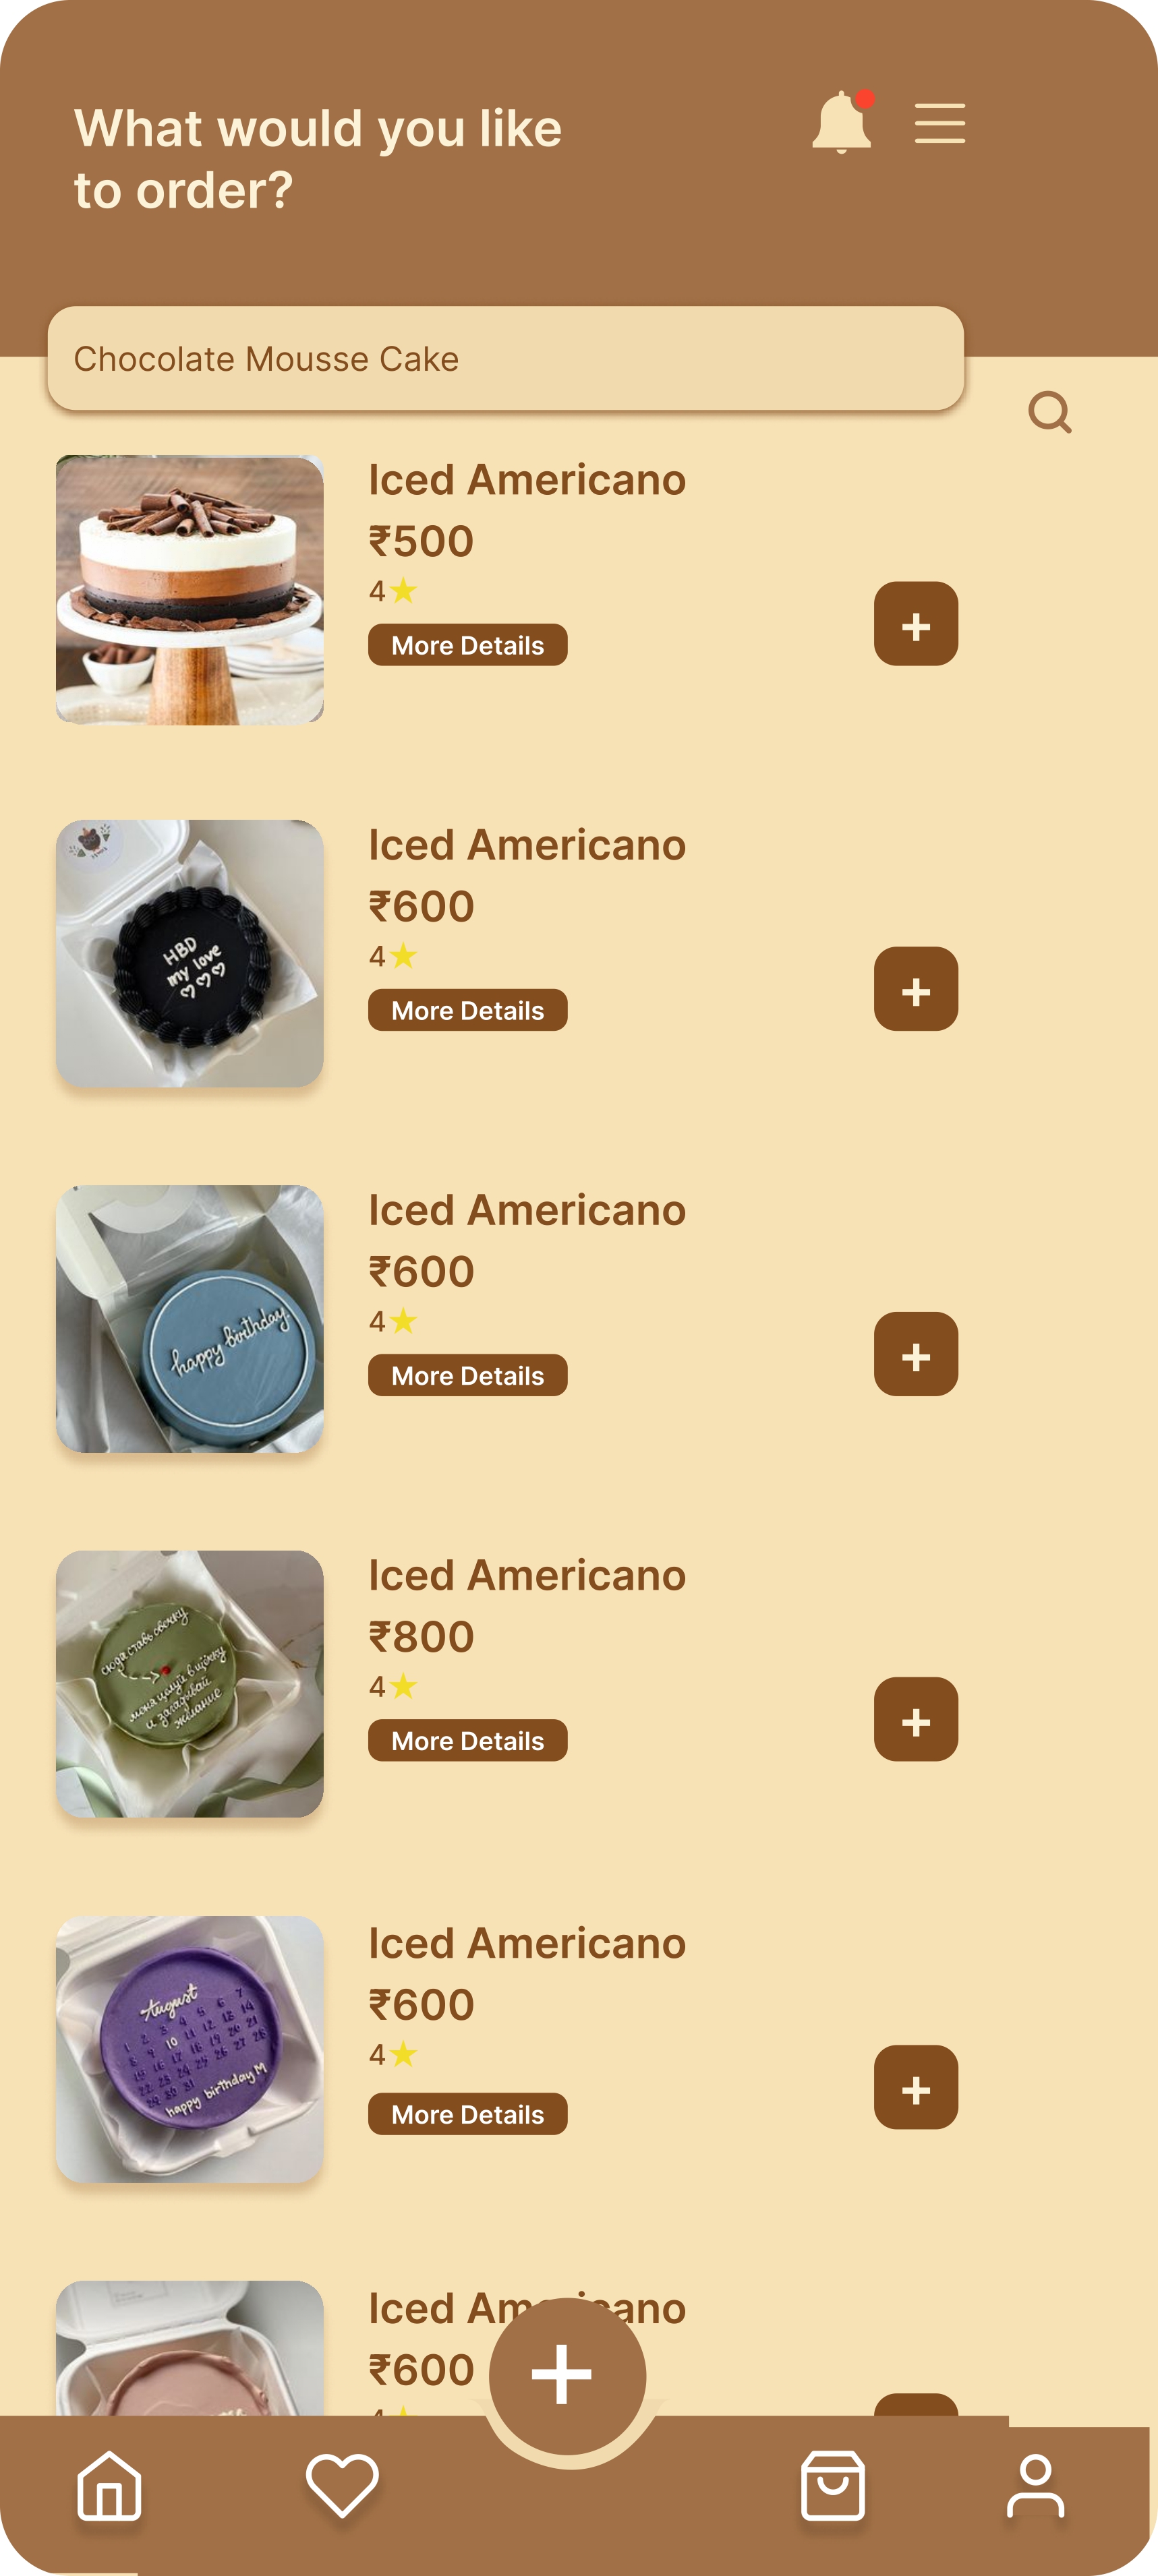 What would you like
to order?
Chocolate Mousse Cake
Iced Americano
₹500
4
More Details
+
HBD
my love
Iced Americano
₹600
4
More Details
+
happy birthday.
Iced Americano
₹600
4
More Details
+
сюда ставь свечку
меня целуй в щёчку
и загадывай
желание
Iced Americano
₹800
4
More Details
+
August
1 2 3 4 5 6 7
8 9 10 11 12 13 14
15 16 17 18 19 20 21
22 23 24 25 26 27 28
29 30 31
happy birthday M
Iced Americano
₹600
4
More Details
+
Iced Americano
₹600
+